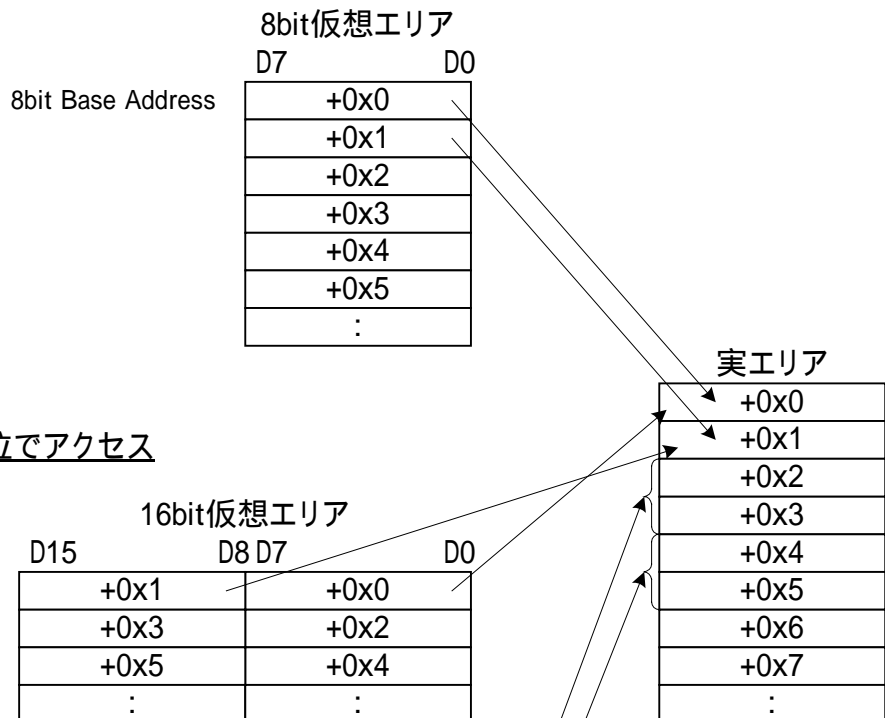 8bit仮想エリア
D7 D0
8bit Base Address
+0x0
+0x1
+0x2
+0x3
+0x4
+0x5
:
実エリア
+0x0
+0x1
+0x2
+0x3
+0x4
+0x5
+0x6
+0x7
:
位でアクセス
16bit仮想エリア
D15 D8 D7 D0
+0x1 +0x0
+0x3 +0x2
+0x5 +0x4
: :